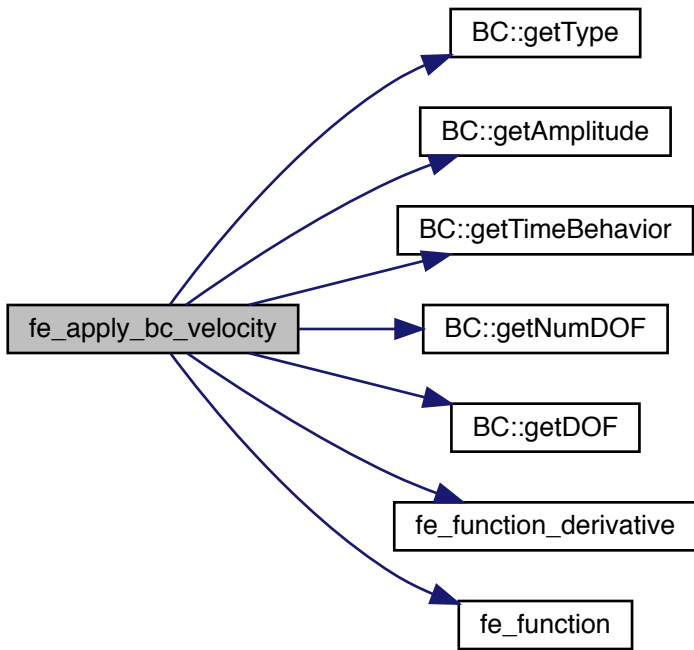 BC::getType
BC::getAmplitude
BC::getTimeBehavior
fe_apply_bc_velocity
BC::getNumDOF
BC::getDOF
fe_function_derivative
fe_function